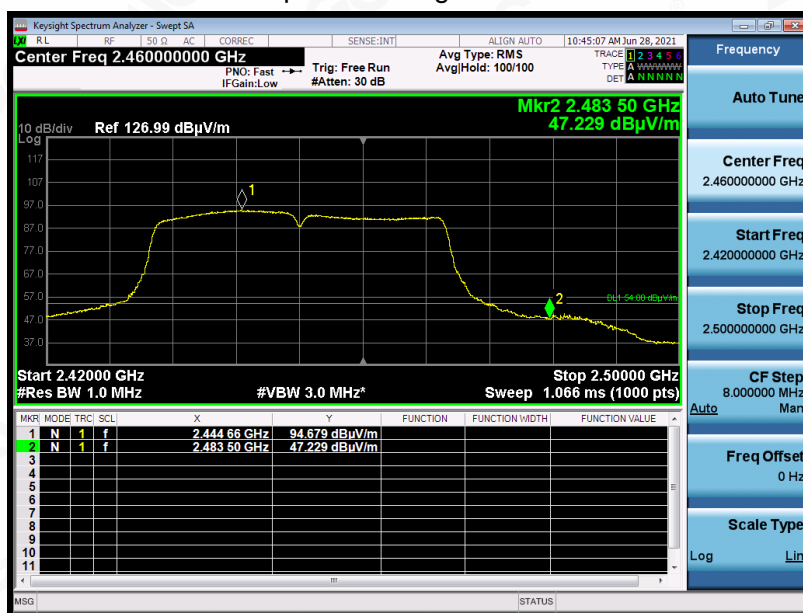 Keysight Spectrum Analyzer - Swept SA
LXI RL RF 50 Ω AC CORREC SENSE:INT ALIGN AUTO 10:45:07 AM Jun 28, 2021
Center Freq 2.460000000 GHz
PNO: Fast
IFGain:Low
Trig: Free Run
#Atten: 30 dB
Avg Type: RMS
Avg|Hold: 100/100
TRACE 1 2 3 4 5 6
TYPE A WWWWW
DET A N N N N N
Mkr2 2.483 50 GHz
47.229 dBµV/m
10 dB/div Ref 126.99 dBµV/m
Log
117
107
97.0
87.0
77.0
67.0
57.0
47.0
37.0
1
2
DL1 54.00 dBµV/m
Start 2.42000 GHz Stop 2.50000 GHz
#Res BW 1.0 MHz #VBW 3.0 MHz* Sweep 1.066 ms (1000 pts)
MKR MODE TRC SCL X Y FUNCTION FUNCTION WIDTH FUNCTION VALUE
1 N 1 f 2.444 66 GHz 94.679 dBµV/m
2 N 1 f 2.483 50 GHz 47.229 dBµV/m
3
4
5
6
7
8
9
10
11
MSG STATUS
Frequency
Auto Tune
Center Freq
2.460000000 GHz
Start Freq
2.420000000 GHz
Stop Freq
2.500000000 GHz
CF Step
8.000000 MHz
Auto Man
Freq Offset
0 Hz
Scale Type
Log Lin